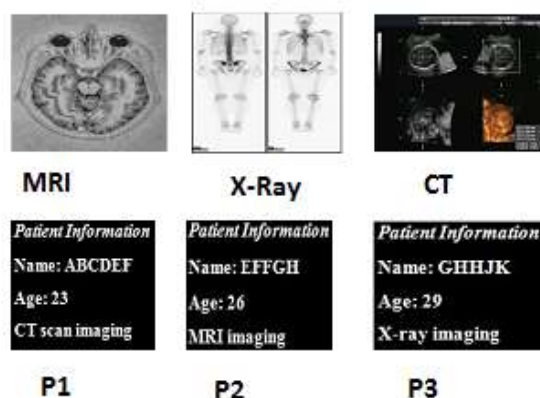 MRI
X-Ray
CT
Patient Information
Name: ABCDEF
Age: 23
CT scan imaging
Patient Information
Name: EFFGH
Age: 26
MRI imaging
Patient Information
Name: GHHJK
Age: 29
X-ray imaging
P1
P2
P3